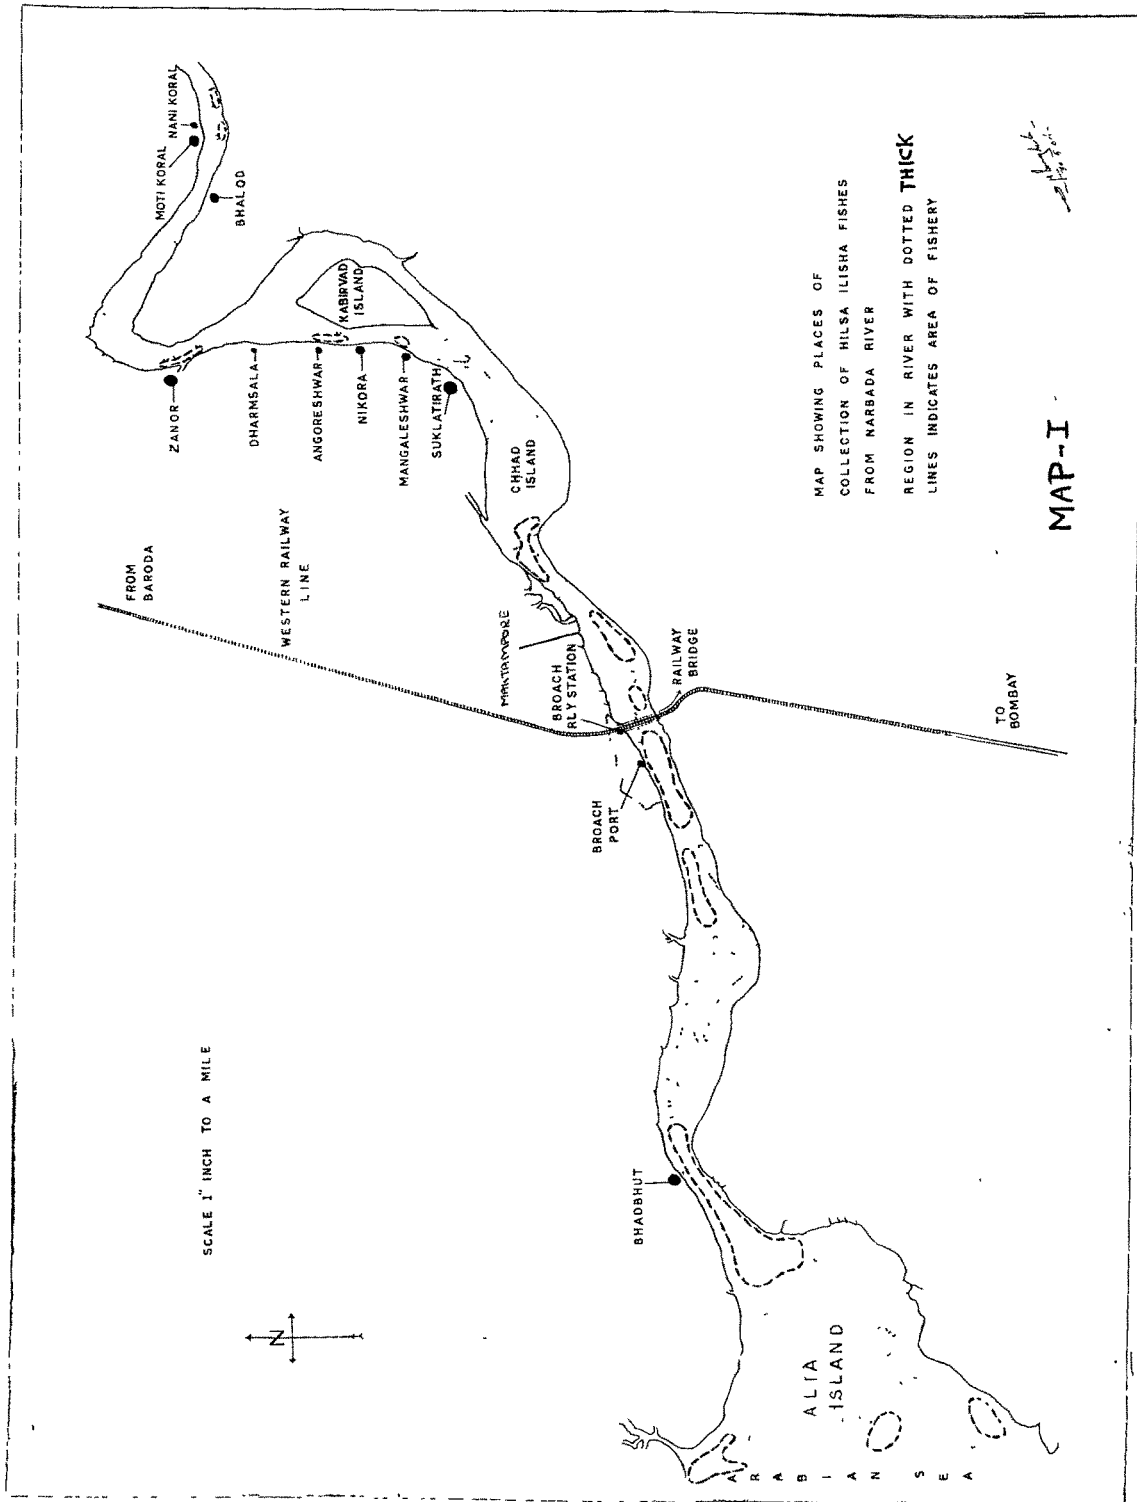 SCALE 1" INCH TO A MILE
N
MOTI KORAL
NANI KORAL
BHALOD
ZANOR
DHARMSALA
ANGORESHWAR
NIKORA
MANGALESHWAR
SUKLATIRATH
KABIRVAD
ISLAND
CHHAD
ISLAND
FROM
BARODA
WESTERN RAILWAY
LINE
MAKTAMPORE
BROACH
RLY STATION
RAILWAY
BRIDGE
TO
BOMBAY
BROACH
PORT
BHADBHUT
ALIA
ISLAND
ARABIAN SEA
MAP SHOWING PLACES OF
COLLECTION OF HILSA ILISHA FISHES
FROM NARBADA RIVER
REGION IN RIVER WITH DOTTED THICK
LINES INDICATES AREA OF FISHERY
MAP-I